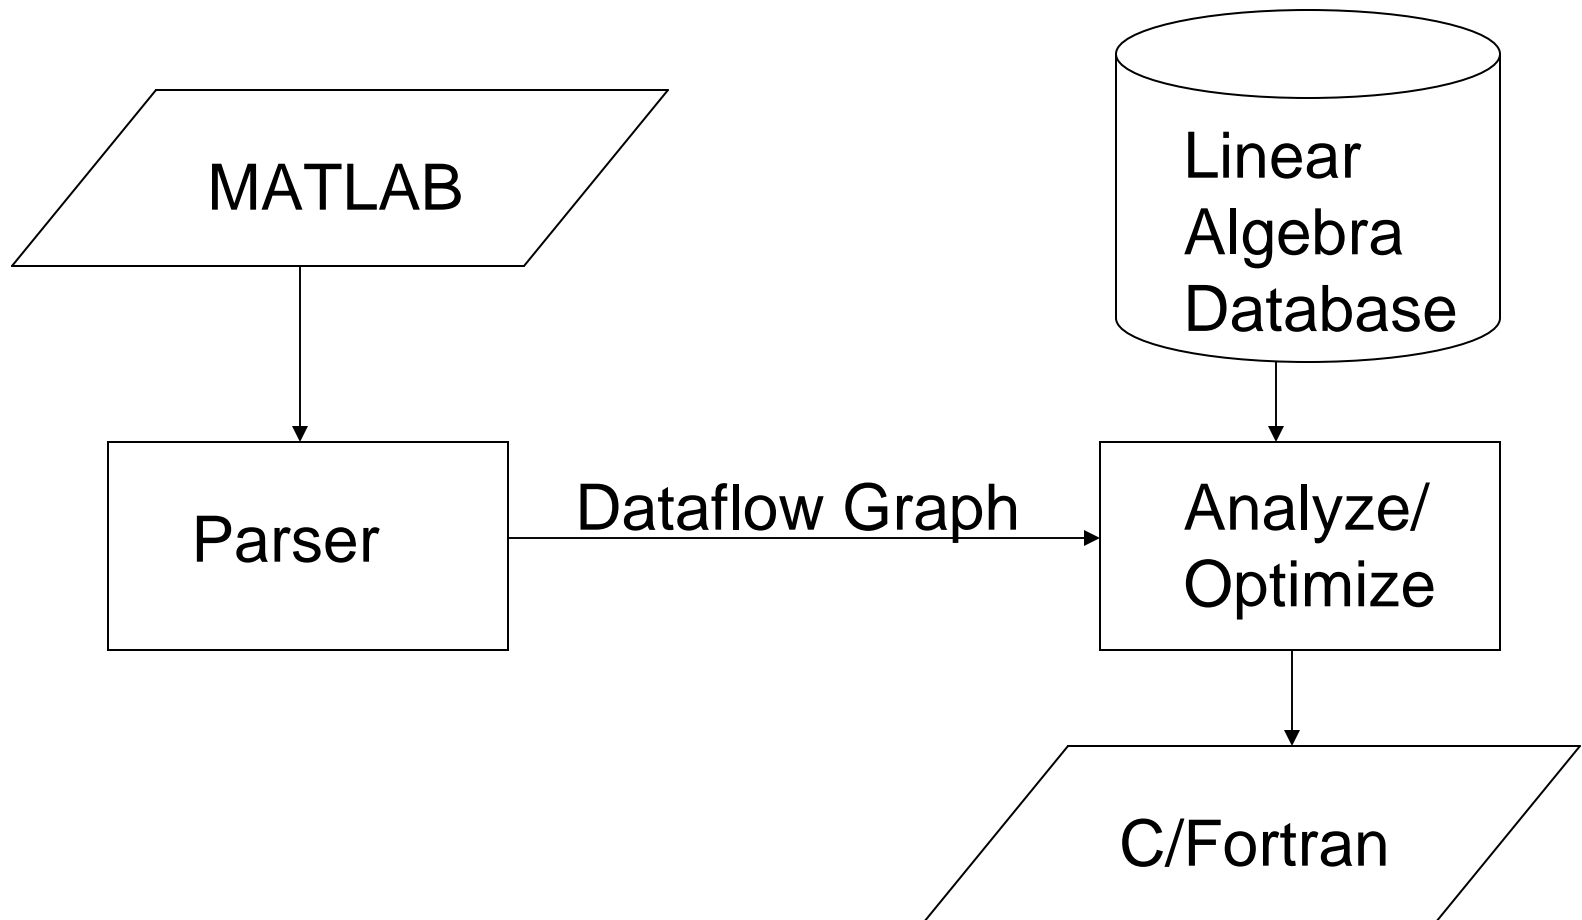 MATLAB
Linear
Algebra
Database
Parser
Dataflow Graph
Analyze/
Optimize
C/Fortran